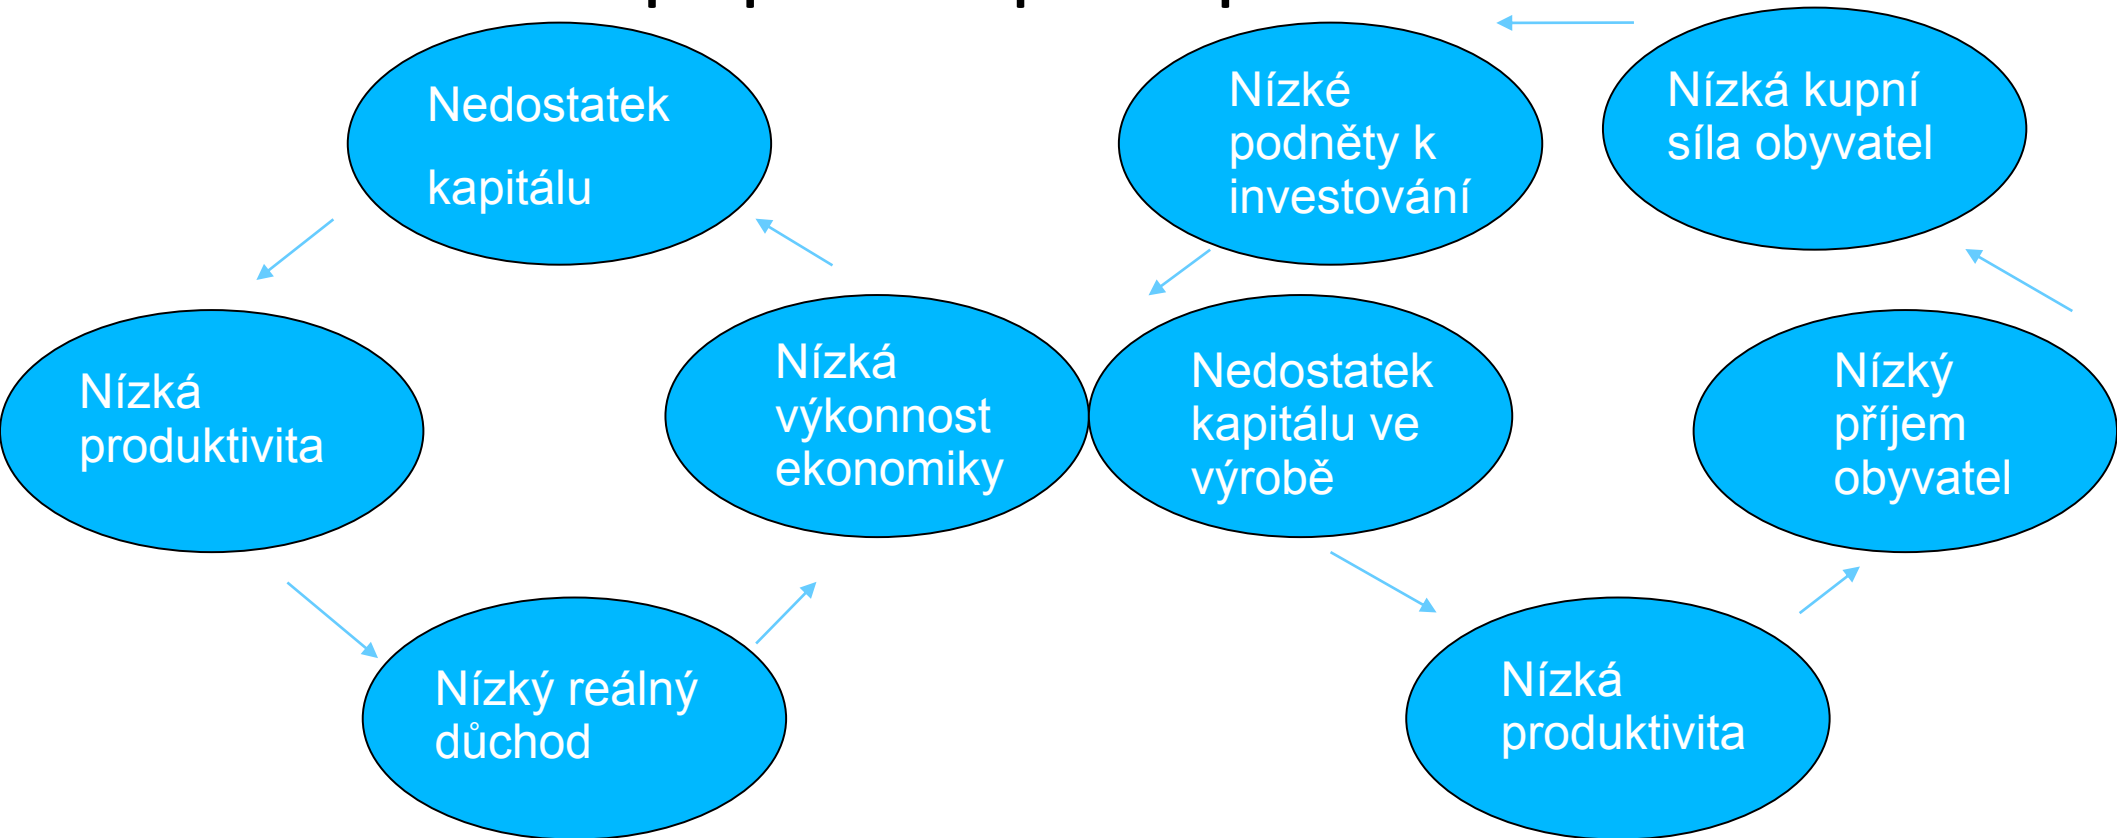 Nedostatek
kapitálu
Nízká
produktivita
Nízký reálný
důchod
Nízká
výkonnost
ekonomiky
Nízké
podněty k
investování
Nízká kupní
síla obyvatel
Nedostatek
kapitálu ve
výrobě
Nízký
příjem
obyvatel
Nízká
produktivita